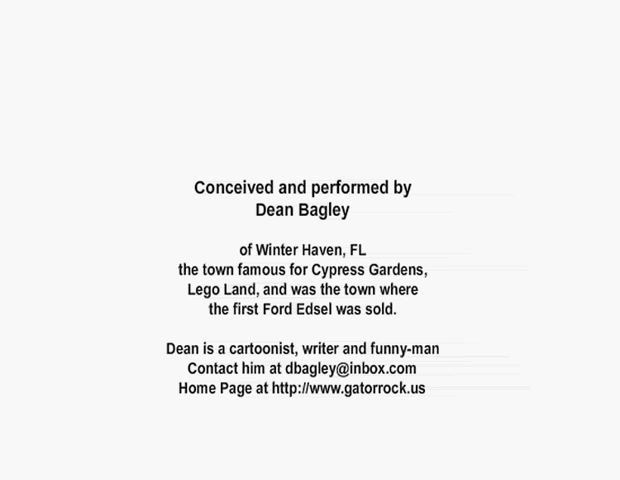 Conceived and performed by
Dean Bagley
of Winter Haven, FL
the town famous for Cypress Gardens,
Lego Land, and was the town where
the first Ford Edsel was sold.
Dean is a cartoonist, writer and funny-man
Contact him at dbagley@inbox.com
Home Page at http://www.gatorrock.us